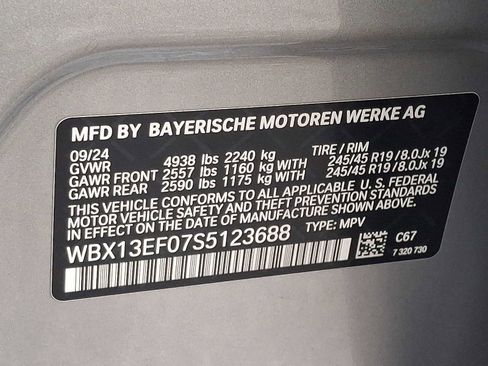 MFD BY BAYERISCHE MOTOREN WERKE AG
09/24 4938 lbs 2240 kg TIRE / RIM
GVWR
GAWR FRONT 2557 lbs 1160 kg WITH 245/45 R19 /8.0Jx 19
GAWR REAR 2590 lbs 1175 kg WITH 245/45 R19 /8.0Jx 19
THIS VEHICLE CONFORMS TO ALL APPLICABLE U.S. FEDERAL
MOTOR VEHICLE SAFETY, BUMPER, AND THEFT PREVENTION STANDARDS
IN EFFECT ON THE DATE OF MANUFACTURE SHOWN ABOVE.
WBX13EF07S5123688 TYPE: MPV
C67
7 320 730